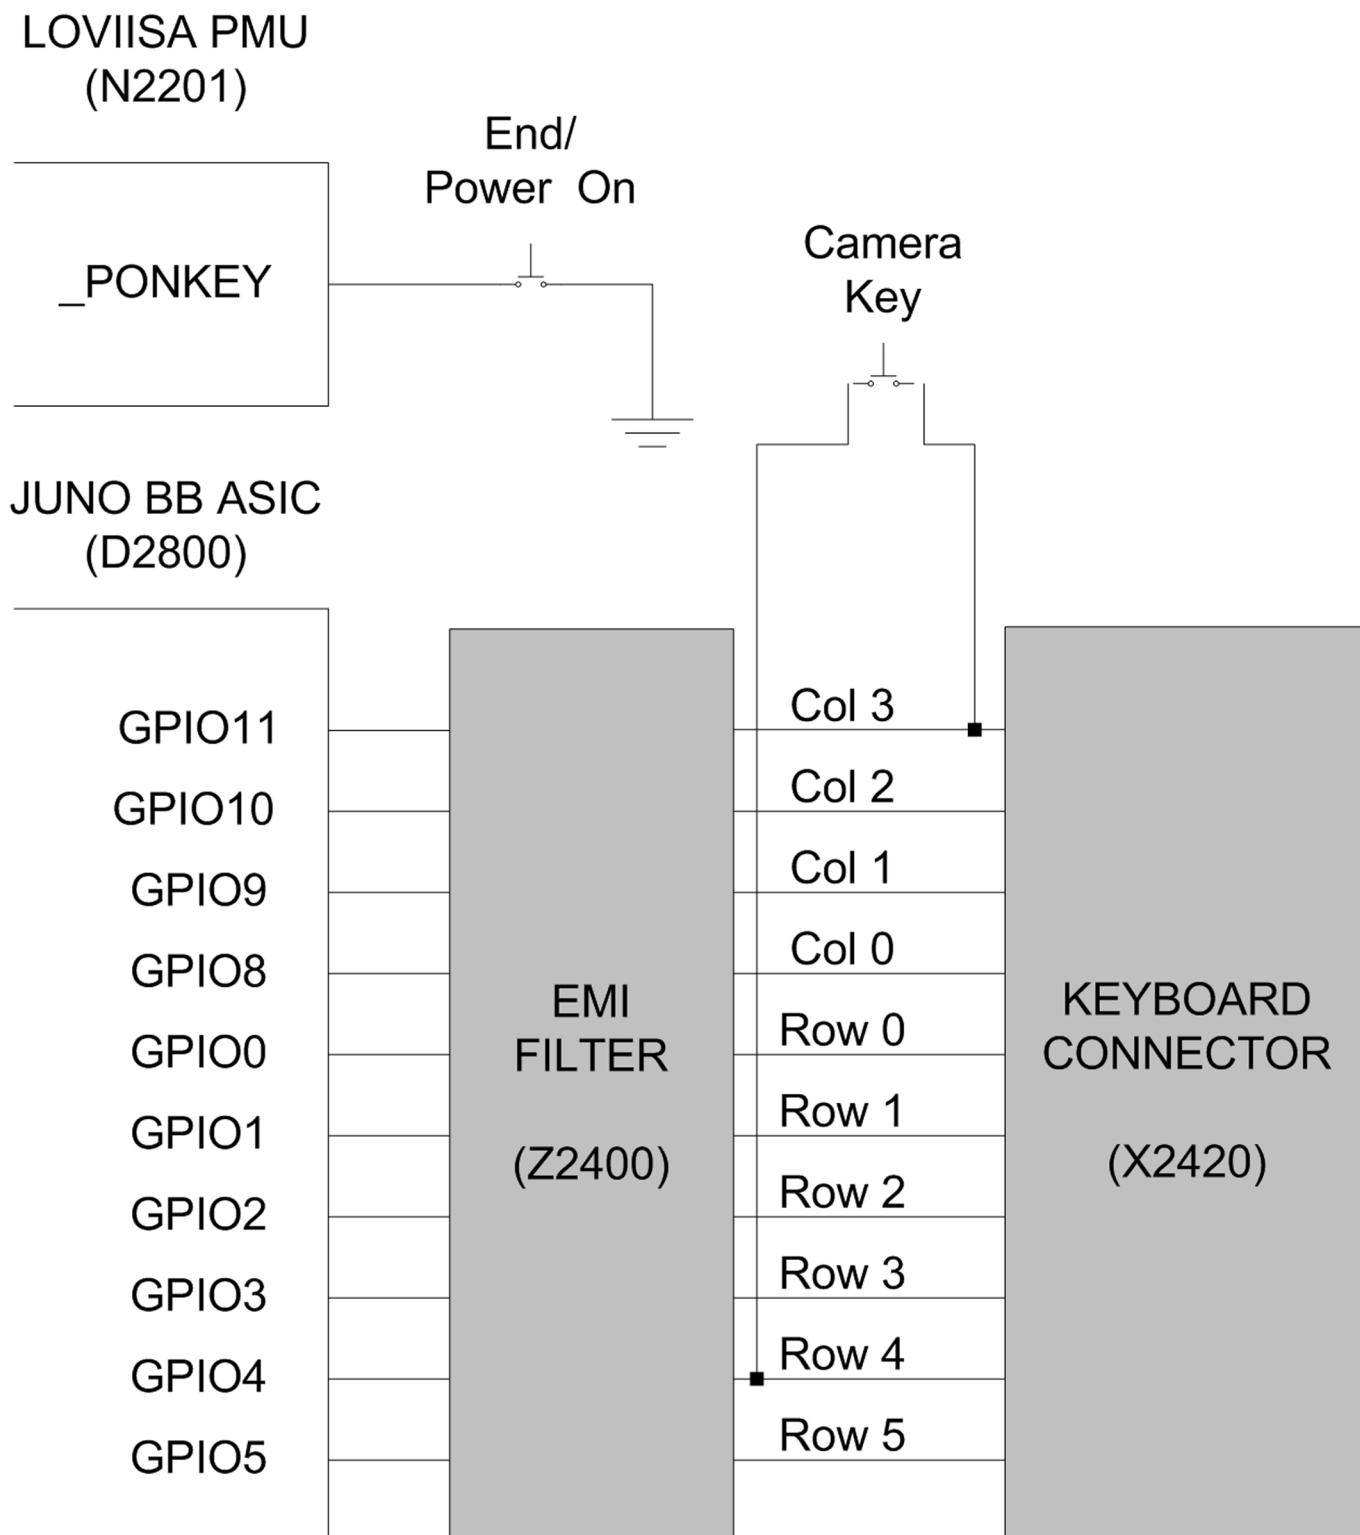 LOVIISA PMU
(N2201)
End/
Power On
_PONKEY
Camera
Key
JUNO BB ASIC
(D2800)
GPIO11
Col 3
GPIO10
Col 2
GPIO9
Col 1
GPIO8
Col 0
GPIO0
Row 0
GPIO1
Row 1
GPIO2
Row 2
GPIO3
Row 3
GPIO4
Row 4
GPIO5
Row 5
EMI
FILTER
(Z2400)
KEYBOARD
CONNECTOR
(X2420)